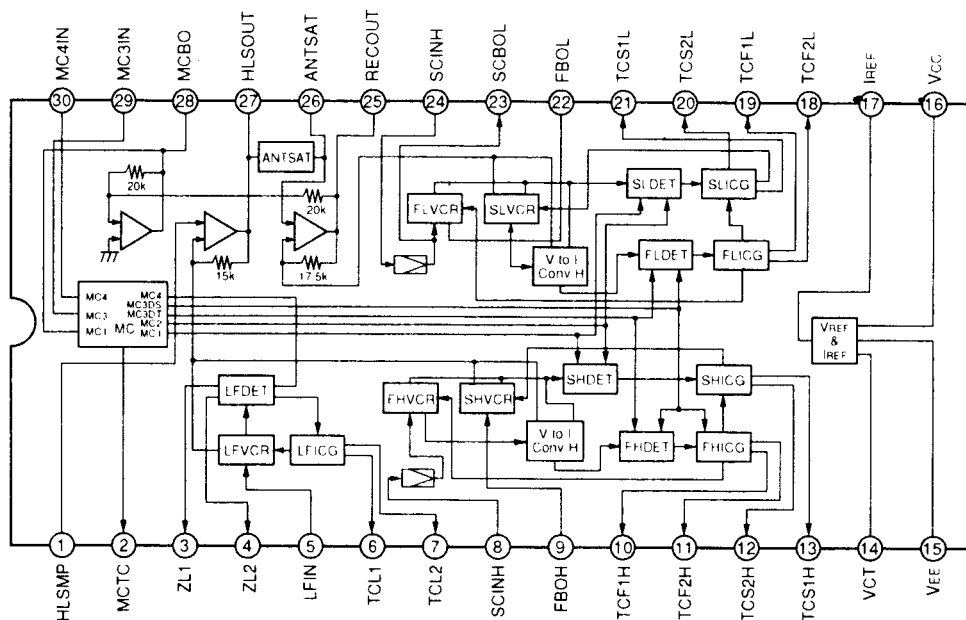 MC4IN MC3IN MCBO HLSOUT ANTSAT RECOUT SCINH SCBOL FBOL TCS1L TCS2L TCF1L TCF2L IREF VCC
30 29 28 27 26 25 24 23 22 21 20 19 18 17 16
ANTSAT
20k
20k
15k
17.5k
FLVCR
SLVCR
SLDET
SLICG
V to I
Conv H
FLDET
FLICG
MC4
MC3
MC1
MC
MC4
MC3DS
MC3DT
MC2
MC1
VREF
&
IREF
LFDET
LFVCR
LFICG
FHVCR
SHVCR
SHDET
SHICG
V to I
Conv H
FHDET
FHICG
1 2 3 4 5 6 7 8 9 10 11 12 13 14 15
HLSMP MCTC ZL1 ZL2 LFIN TCL1 TCL2 SCINH FBOH TCF1H TCF2H TCS2H TCS1H VCT VEE